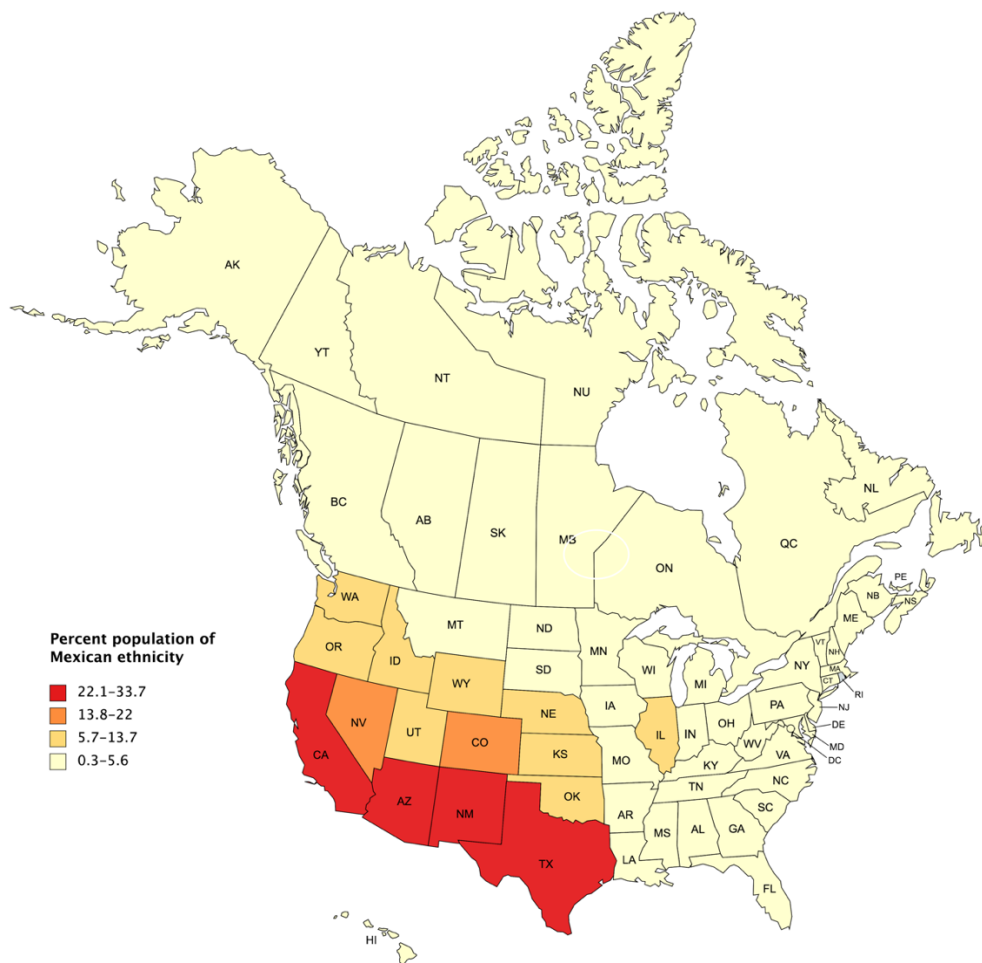 AK
YT
NT
NU
BC
AB
SK
MB
ON
QC
NL
PE
NB
NS
ME
WA
MT
ND
MN
VT
NH
OR
ID
SD
WI
MI
NY
MA
CT
RI
WY
IA
PA
NJ
Percent population of
Mexican ethnicity
22.1–33.7
13.8–22
5.7–13.7
0.3–5.6
NV
UT
CO
NE
IL
IN
OH
DE
CA
KS
MO
WV
VA
MD
DC
KY
AZ
NM
OK
AR
TN
NC
SC
TX
LA
MS
AL
GA
FL
HI